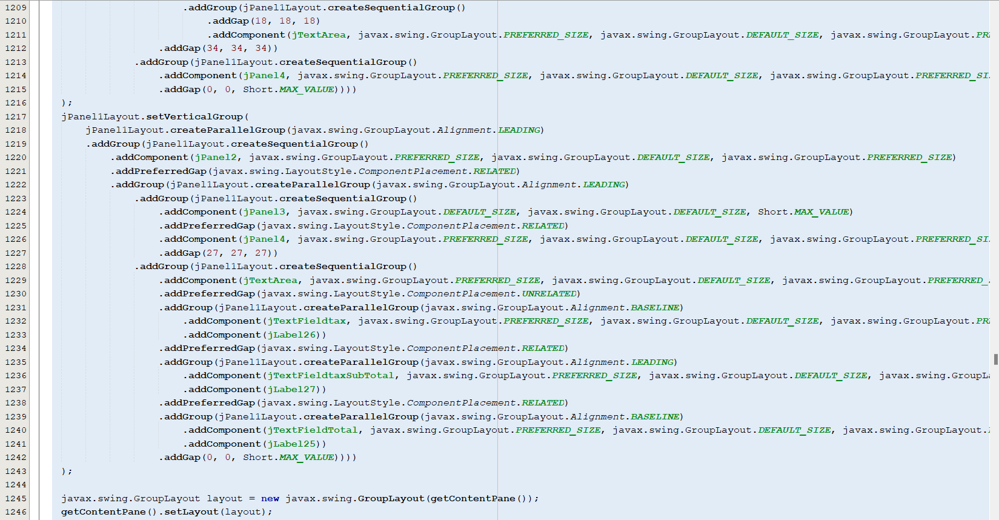 1209 .addGroup(jPanel1Layout.createSequentialGroup()
1210 .addGap(18, 18, 18)
1211 .addComponent(jTextArea, javax.swing.GroupLayout.PREFERRED_SIZE, javax.swing.GroupLayout.DEFAULT_SIZE, javax.swing.GroupLayout.PR
1212 .addGap(34, 34, 34))
1213 .addGroup(jPanel1Layout.createSequentialGroup()
1214 .addComponent(jPanel4, javax.swing.GroupLayout.PREFERRED_SIZE, javax.swing.GroupLayout.DEFAULT_SIZE, javax.swing.GroupLayout.PREFERRED_SI
1215 .addGap(0, 0, Short.MAX_VALUE))))
1216 );
1217 jPanel1Layout.setVerticalGroup(
1218 jPanel1Layout.createParallelGroup(javax.swing.GroupLayout.Alignment.LEADING)
1219 .addGroup(jPanel1Layout.createSequentialGroup()
1220 .addComponent(jPanel2, javax.swing.GroupLayout.PREFERRED_SIZE, javax.swing.GroupLayout.DEFAULT_SIZE, javax.swing.GroupLayout.PREFERRED_SIZE)
1221 .addPreferredGap(javax.swing.LayoutStyle.ComponentPlacement.RELATED)
1222 .addGroup(jPanel1Layout.createParallelGroup(javax.swing.GroupLayout.Alignment.LEADING)
1223 .addGroup(jPanel1Layout.createSequentialGroup()
1224 .addComponent(jPanel3, javax.swing.GroupLayout.DEFAULT_SIZE, javax.swing.GroupLayout.DEFAULT_SIZE, Short.MAX_VALUE)
1225 .addPreferredGap(javax.swing.LayoutStyle.ComponentPlacement.RELATED)
1226 .addComponent(jPanel4, javax.swing.GroupLayout.PREFERRED_SIZE, javax.swing.GroupLayout.DEFAULT_SIZE, javax.swing.GroupLayout.PREFERRED_SI
1227 .addGap(27, 27, 27))
1228 .addGroup(jPanel1Layout.createSequentialGroup()
1229 .addComponent(jTextArea, javax.swing.GroupLayout.PREFERRED_SIZE, javax.swing.GroupLayout.DEFAULT_SIZE, javax.swing.GroupLayout.PREFERRED_
1230 .addPreferredGap(javax.swing.LayoutStyle.ComponentPlacement.UNRELATED)
1231 .addGroup(jPanel1Layout.createParallelGroup(javax.swing.GroupLayout.Alignment.BASELINE)
1232 .addComponent(jTextFieldtax, javax.swing.GroupLayout.PREFERRED_SIZE, javax.swing.GroupLayout.DEFAULT_SIZE, javax.swing.GroupLayout.PR
1233 .addComponent(jLabel26))
1234 .addPreferredGap(javax.swing.LayoutStyle.ComponentPlacement.RELATED)
1235 .addGroup(jPanel1Layout.createParallelGroup(javax.swing.GroupLayout.Alignment.LEADING)
1236 .addComponent(jTextFieldtaxSubTotal, javax.swing.GroupLayout.PREFERRED_SIZE, javax.swing.GroupLayout.DEFAULT_SIZE, javax.swing.GroupL
1237 .addComponent(jLabel27))
1238 .addPreferredGap(javax.swing.LayoutStyle.ComponentPlacement.RELATED)
1239 .addGroup(jPanel1Layout.createParallelGroup(javax.swing.GroupLayout.Alignment.BASELINE)
1240 .addComponent(jTextFieldTotal, javax.swing.GroupLayout.PREFERRED_SIZE, javax.swing.GroupLayout.DEFAULT_SIZE, javax.swing.GroupLayout.
1241 .addComponent(jLabel25))
1242 .addGap(0, 0, Short.MAX_VALUE))))
1243 );
1244
1245 javax.swing.GroupLayout layout = new javax.swing.GroupLayout(getContentPane());
1246 getContentPane().setLayout(layout);